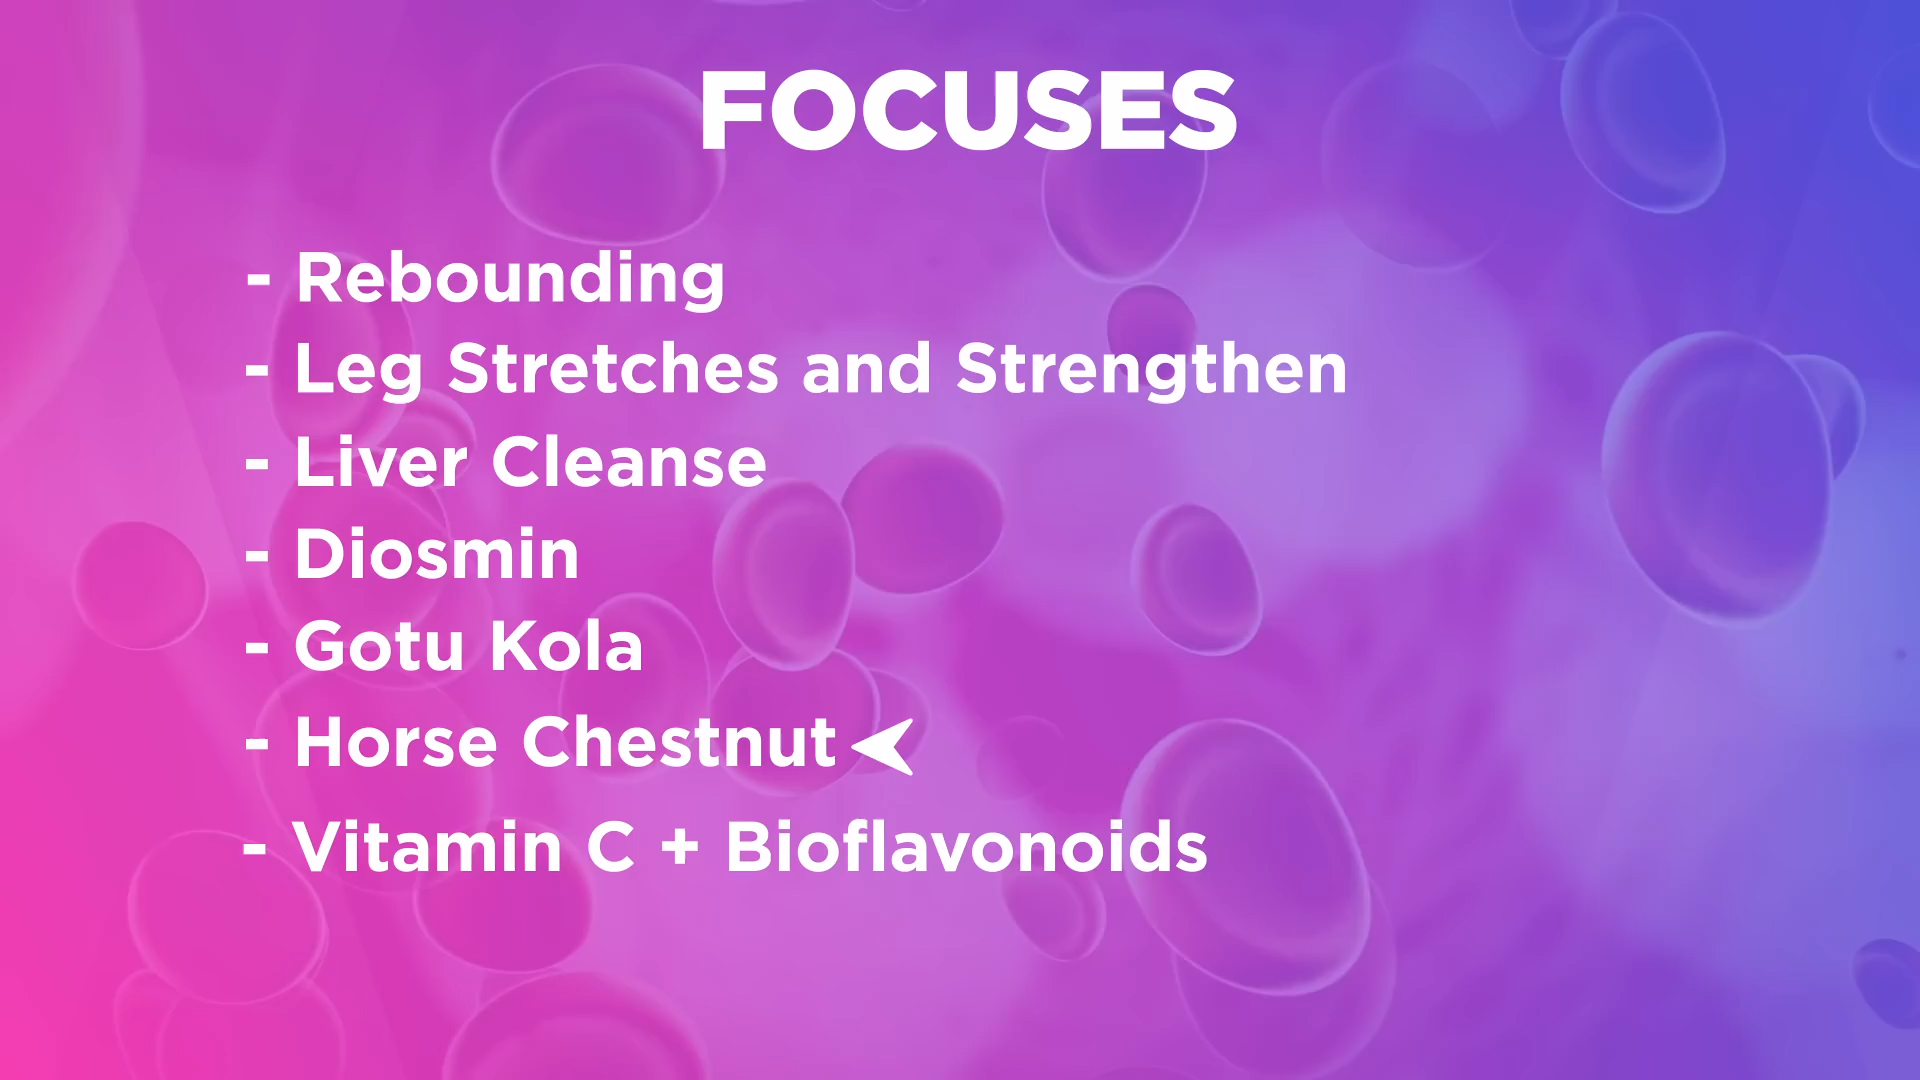 FOCUSES
- Rebounding
- Leg Stretches and Strengthen
- Liver Cleanse
- Diosmin
- Gotu Kola
- Horse Chestnut
- Vitamin C + Bioflavonoids